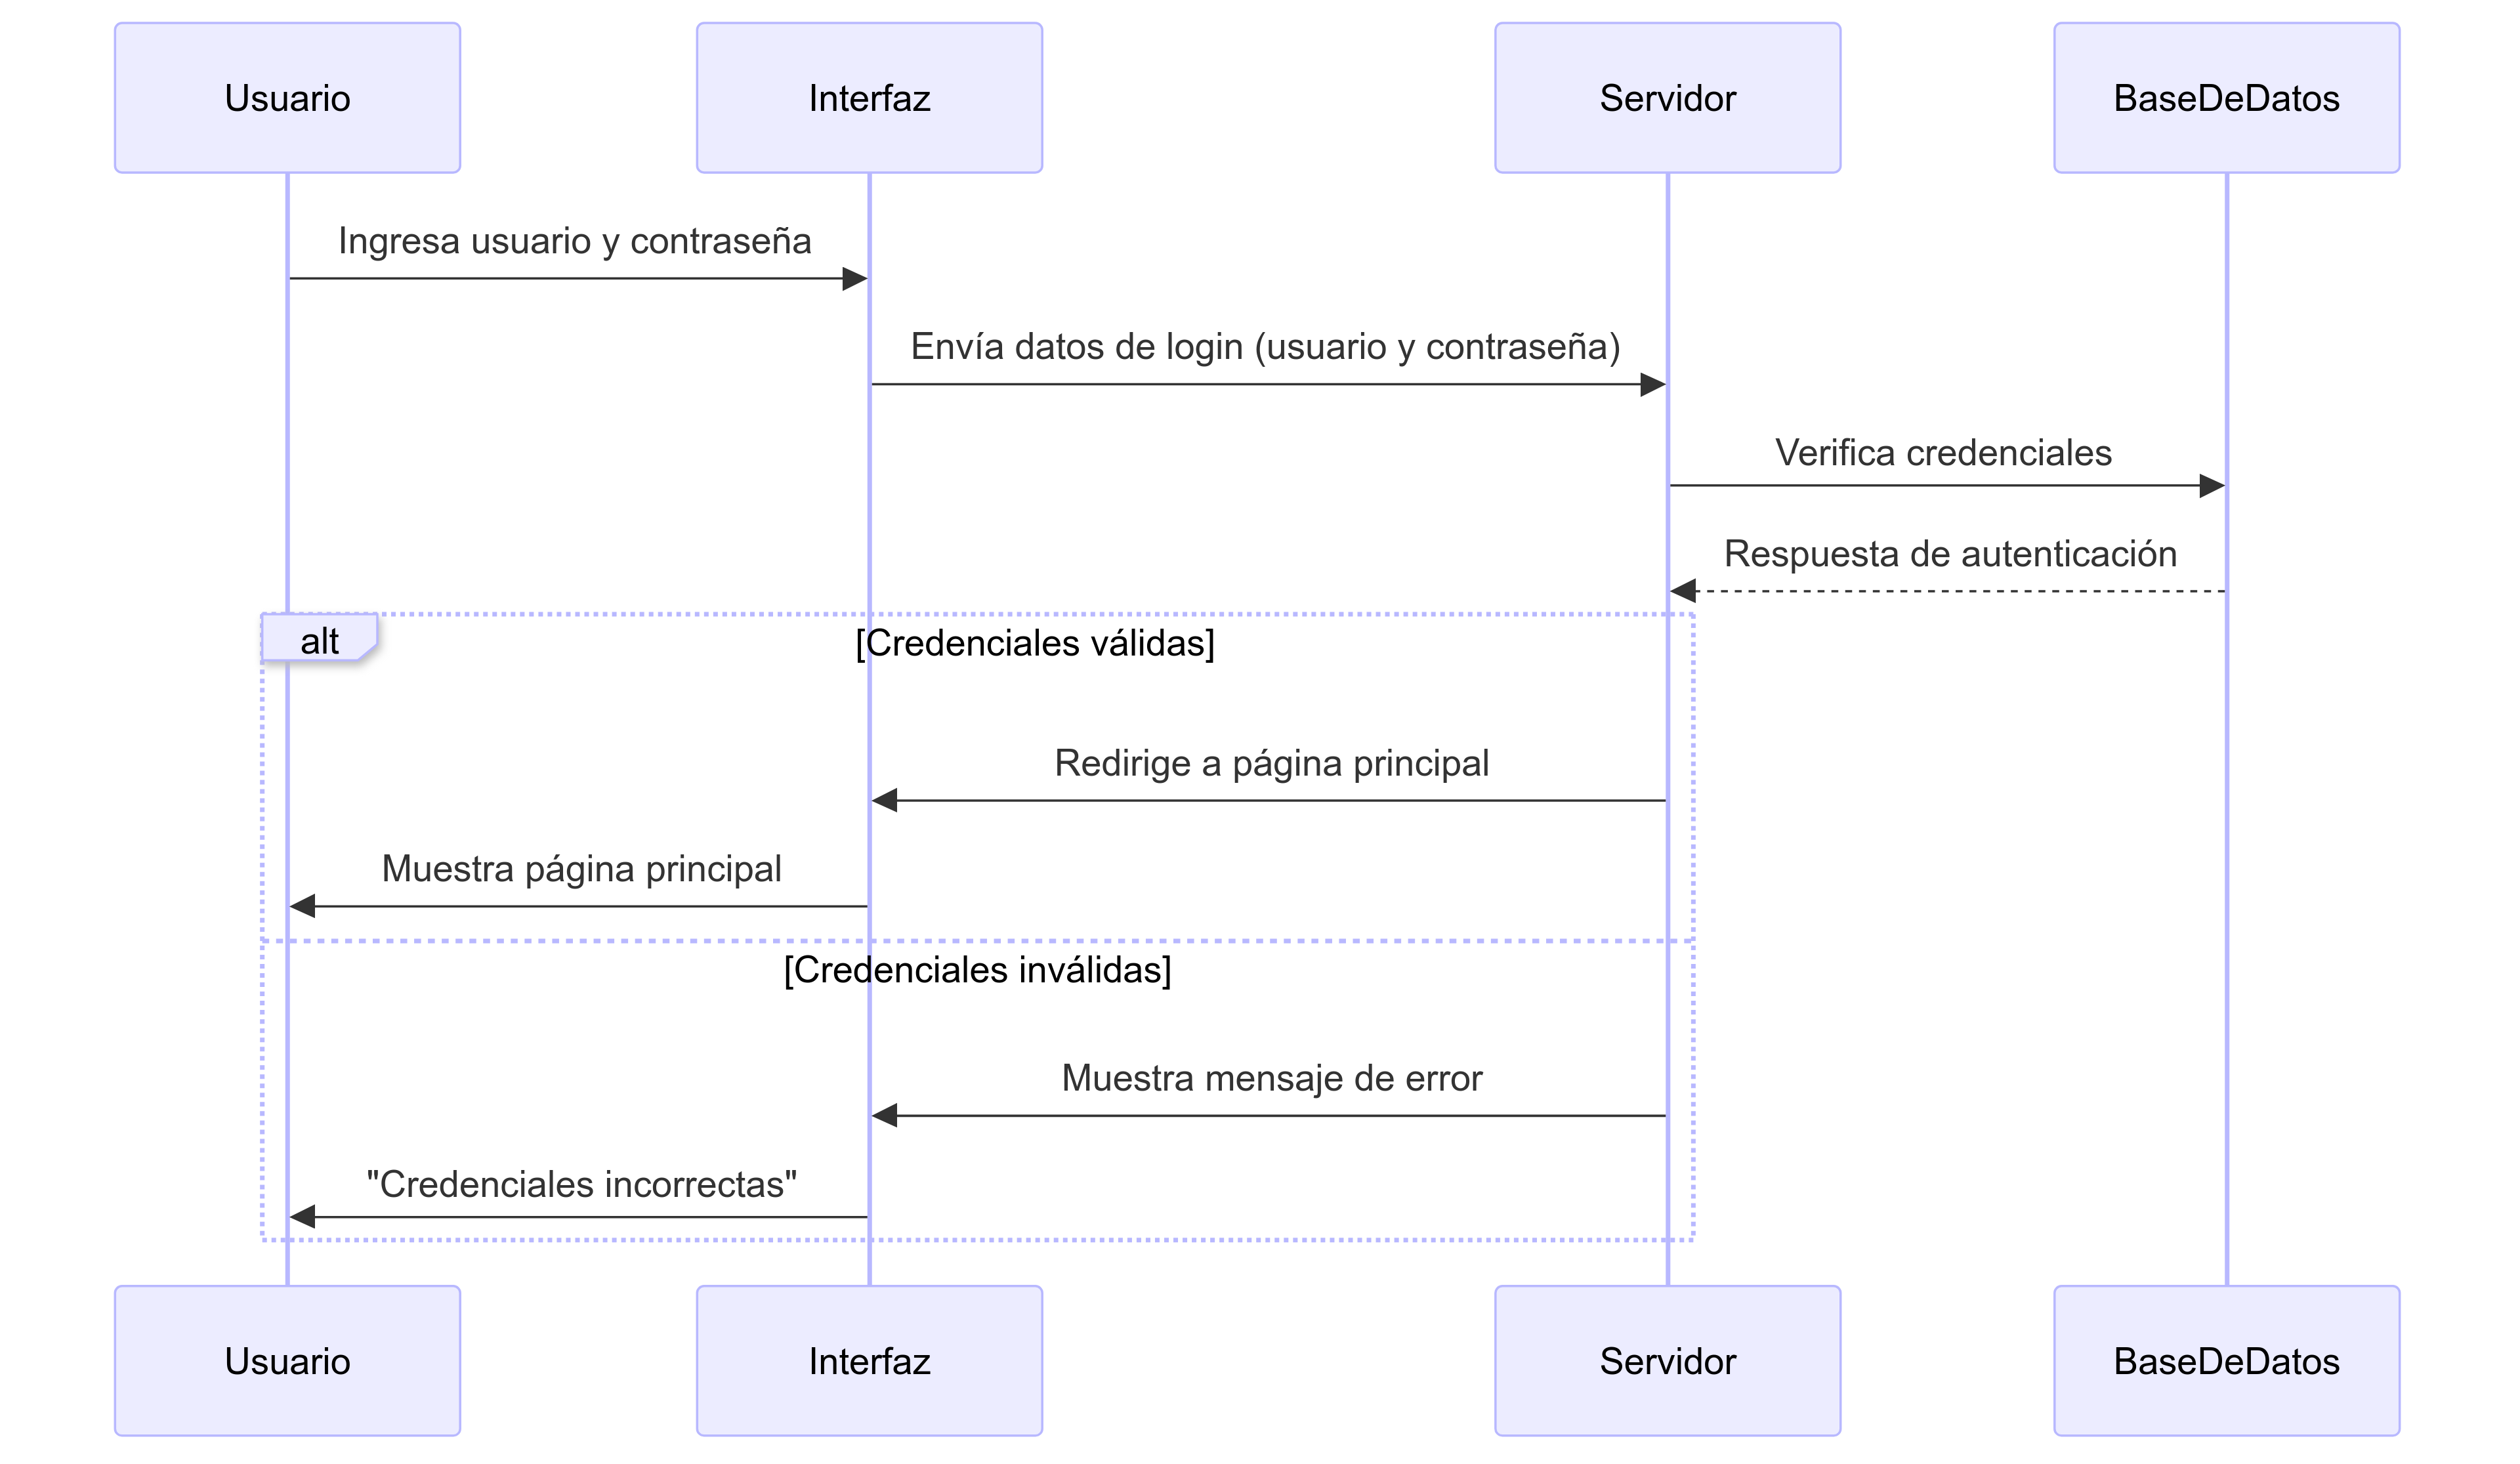 Usuario
Interfaz
Servidor
BaseDeDatos
Ingresa usuario y contraseña
Envía datos de login (usuario y contraseña)
Verifica credenciales
Respuesta de autenticación
alt
[Credenciales válidas]
Redirige a página principal
Muestra página principal
[Credenciales inválidas]
Muestra mensaje de error
"Credenciales incorrectas"
Usuario
Interfaz
Servidor
BaseDeDatos